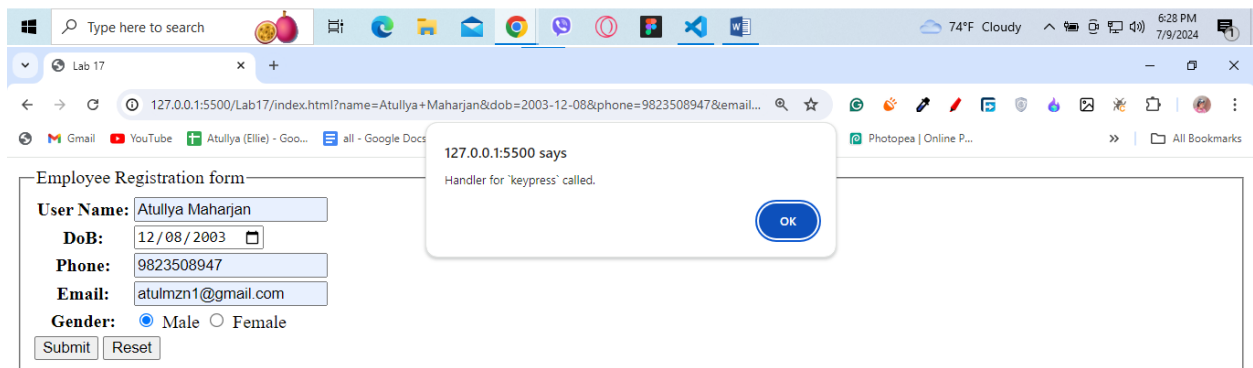 Type here to search
74°F Cloudy
6:28 PM
7/9/2024
1
Lab 17
127.0.0.1:5500/Lab17/index.html?name=Atullya+Maharjan&dob=2003-12-08&phone=9823508947&email...
Gmail YouTube Atullya (Ellie) - Goo... all - Google Docs Photopea | Online P... » All Bookmarks
127.0.0.1:5500 says
Handler for `keypress` called.
OK
Employee Registration form
User Name: Atullya Maharjan
DoB: 12/08/2003
Phone: 9823508947
Email: atulmzn1@gmail.com
Gender: Male Female
Submit Reset